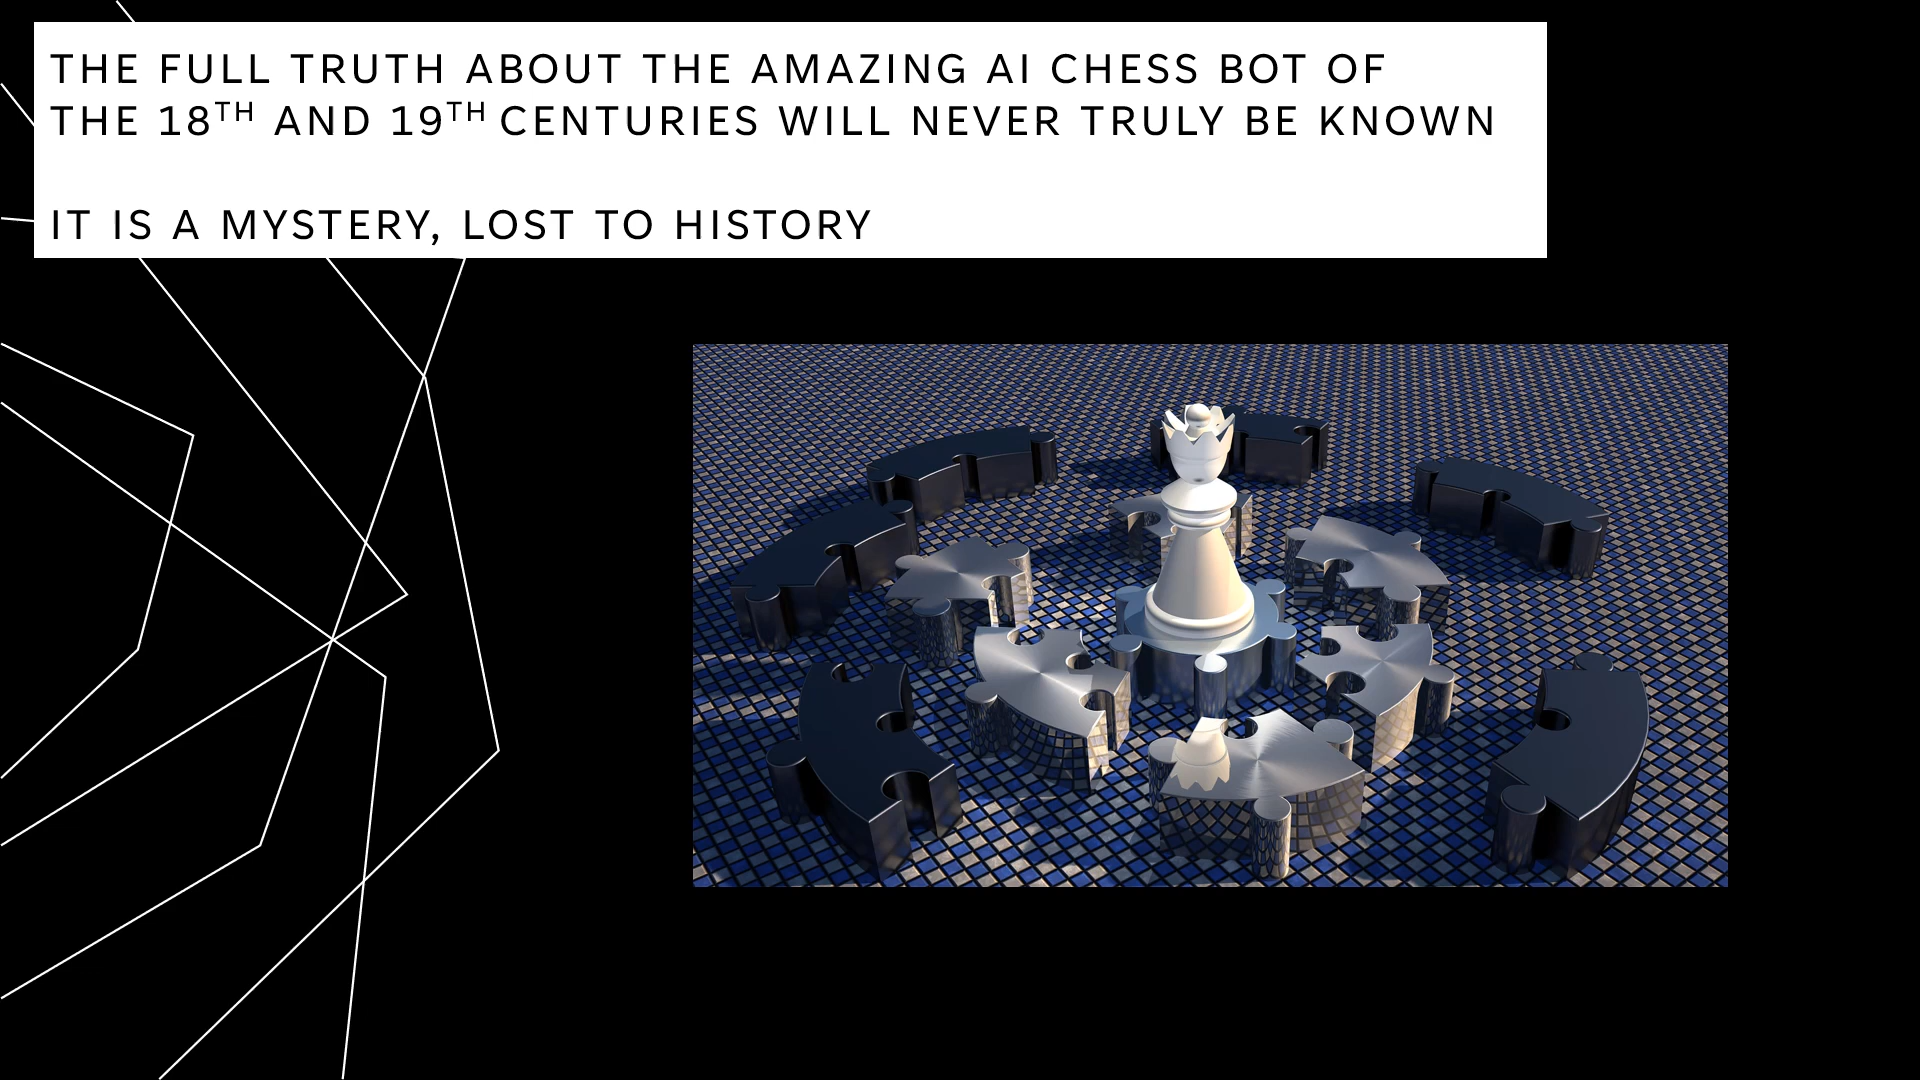 THE FULL TRUTH ABOUT THE AMAZING AI CHESS BOT OF
THE 18TH AND 19TH CENTURIES WILL NEVER TRULY BE KNOWN
IT IS A MYSTERY, LOST TO HISTORY